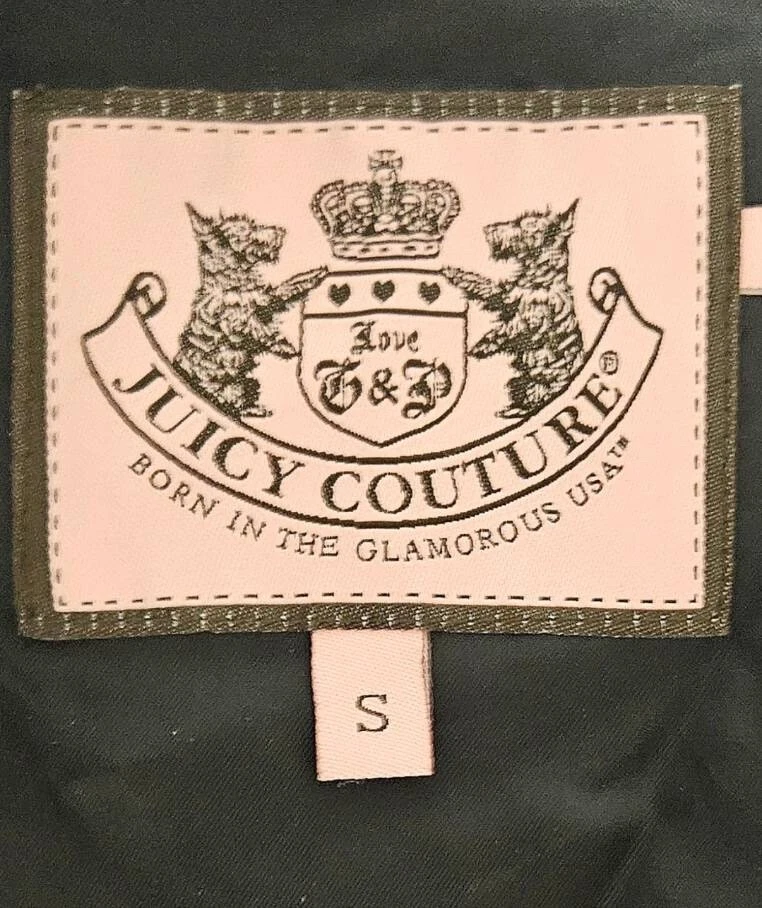 Love
G&P
JUICY COUTURE®
BORN IN THE GLAMOROUS USA™
S